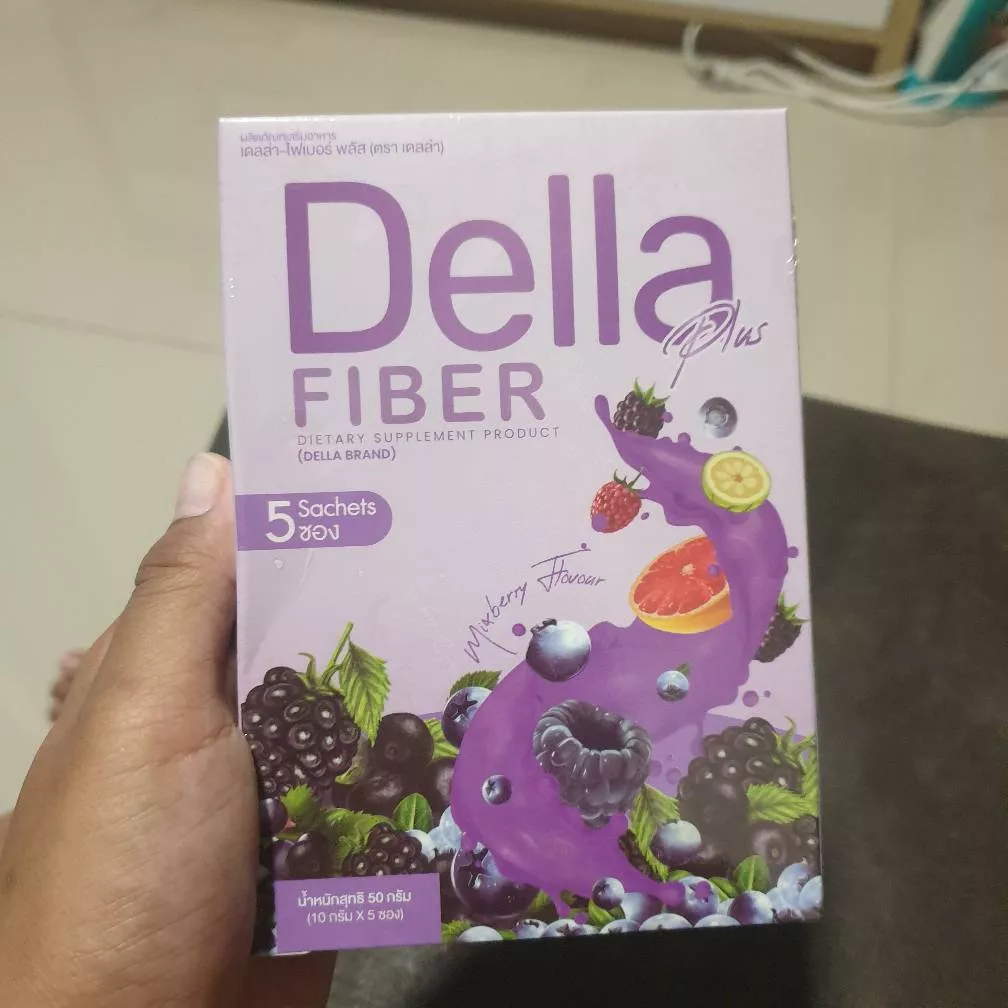 ผลิตภัณฑ์เสริมอาหาร
เดลล่า-ไฟเบอร์ พลัส (ตรา เดลล่า)
Della
Plus
FIBER
DIETARY SUPPLEMENT PRODUCT
(DELLA BRAND)
5 Sachets
ซอง
Mixberry Flavour
น้ำหนักสุทธิ 50 กรัม
(10 กรัม X 5 ซอง)